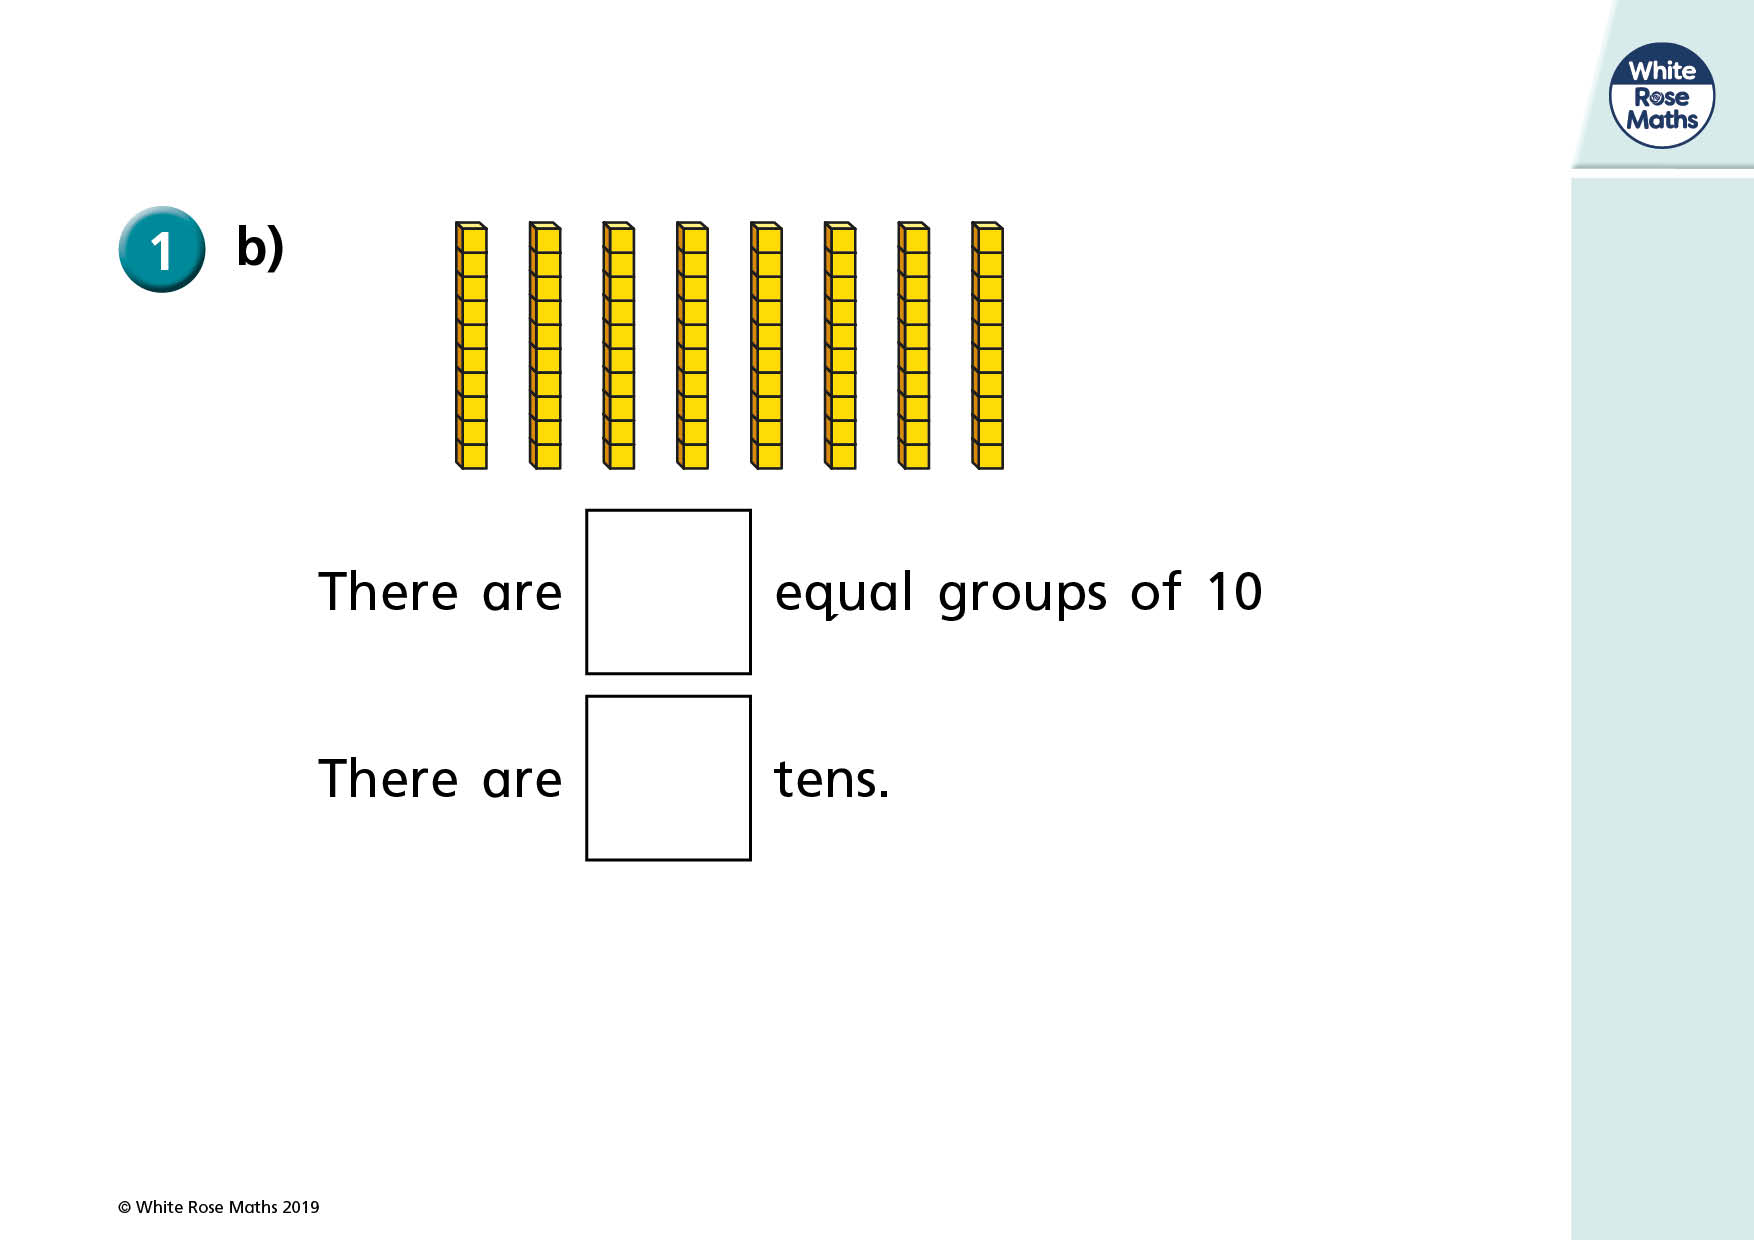 White
Rose
Maths
1 b)
There are equal groups of 10
There are tens.
© White Rose Maths 2019